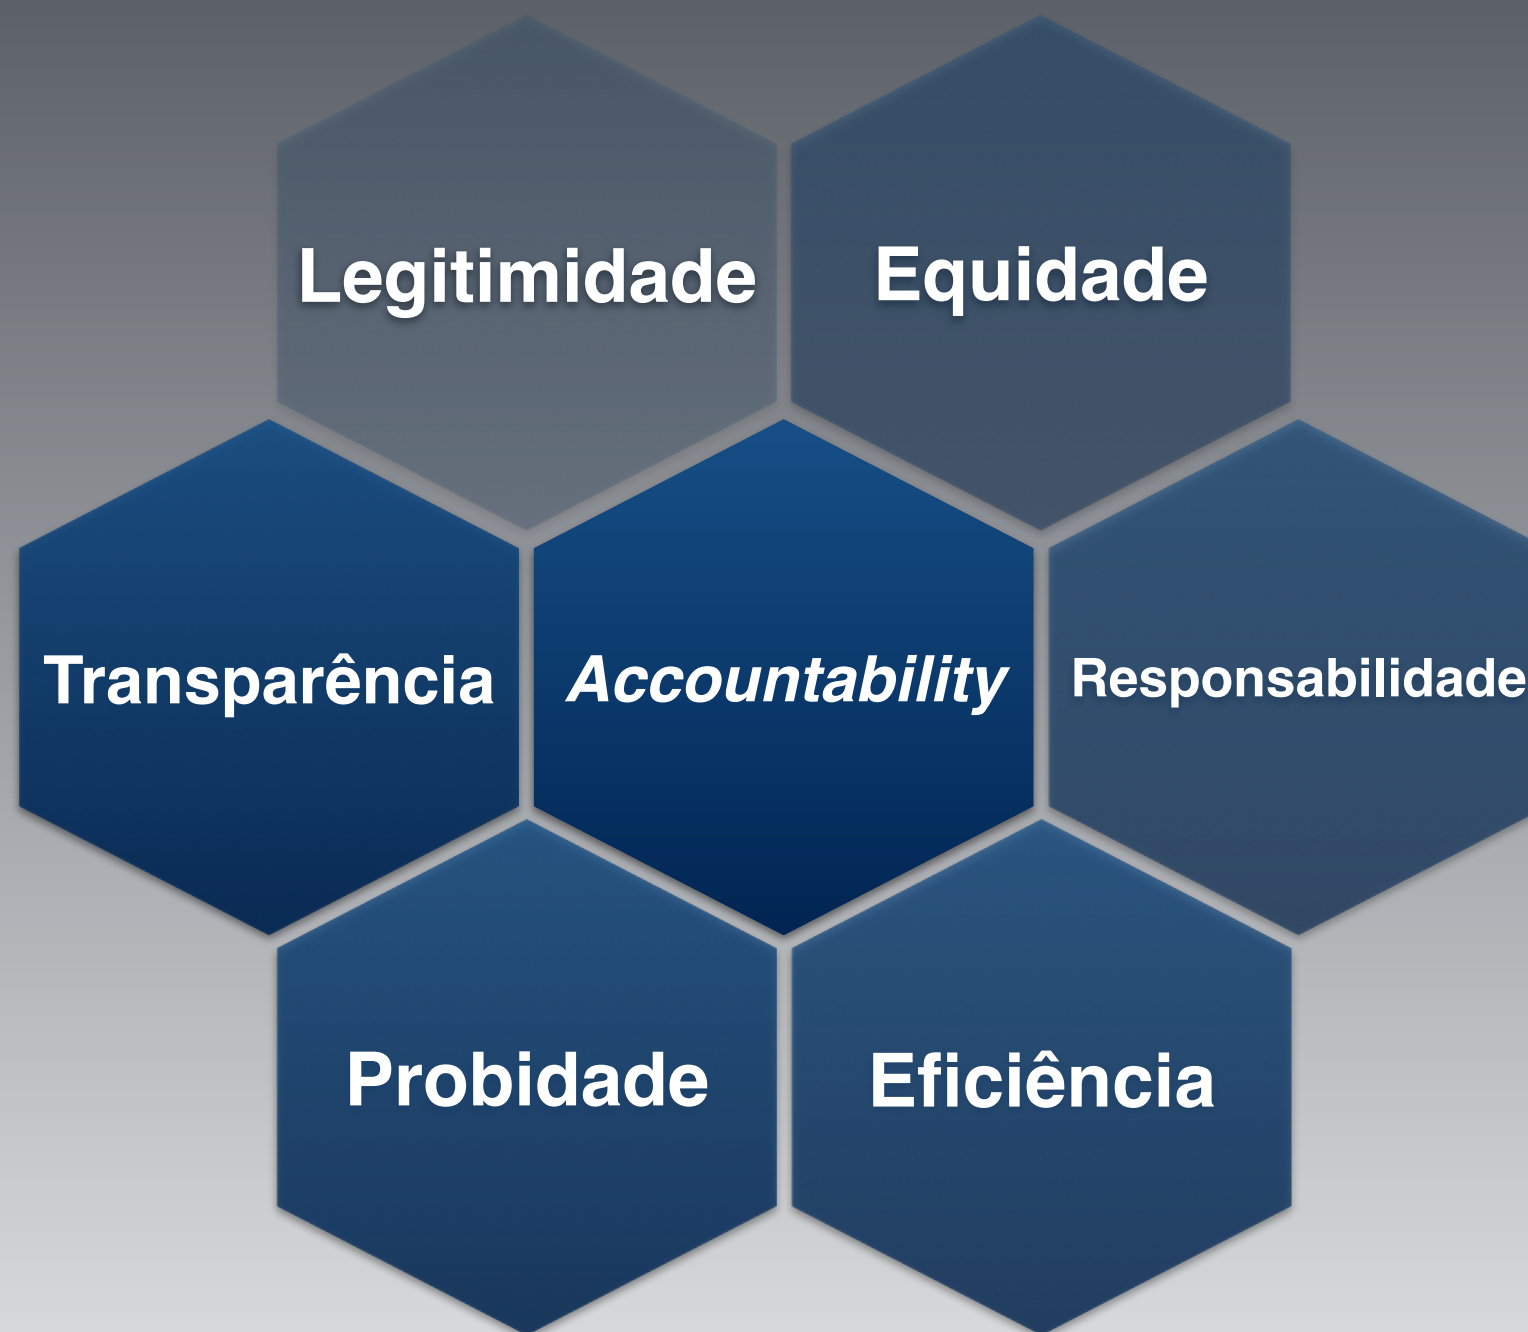 Legitimidade
Equidade
Transparência
Accountability
Responsabilidade
Probidade
Eficiência